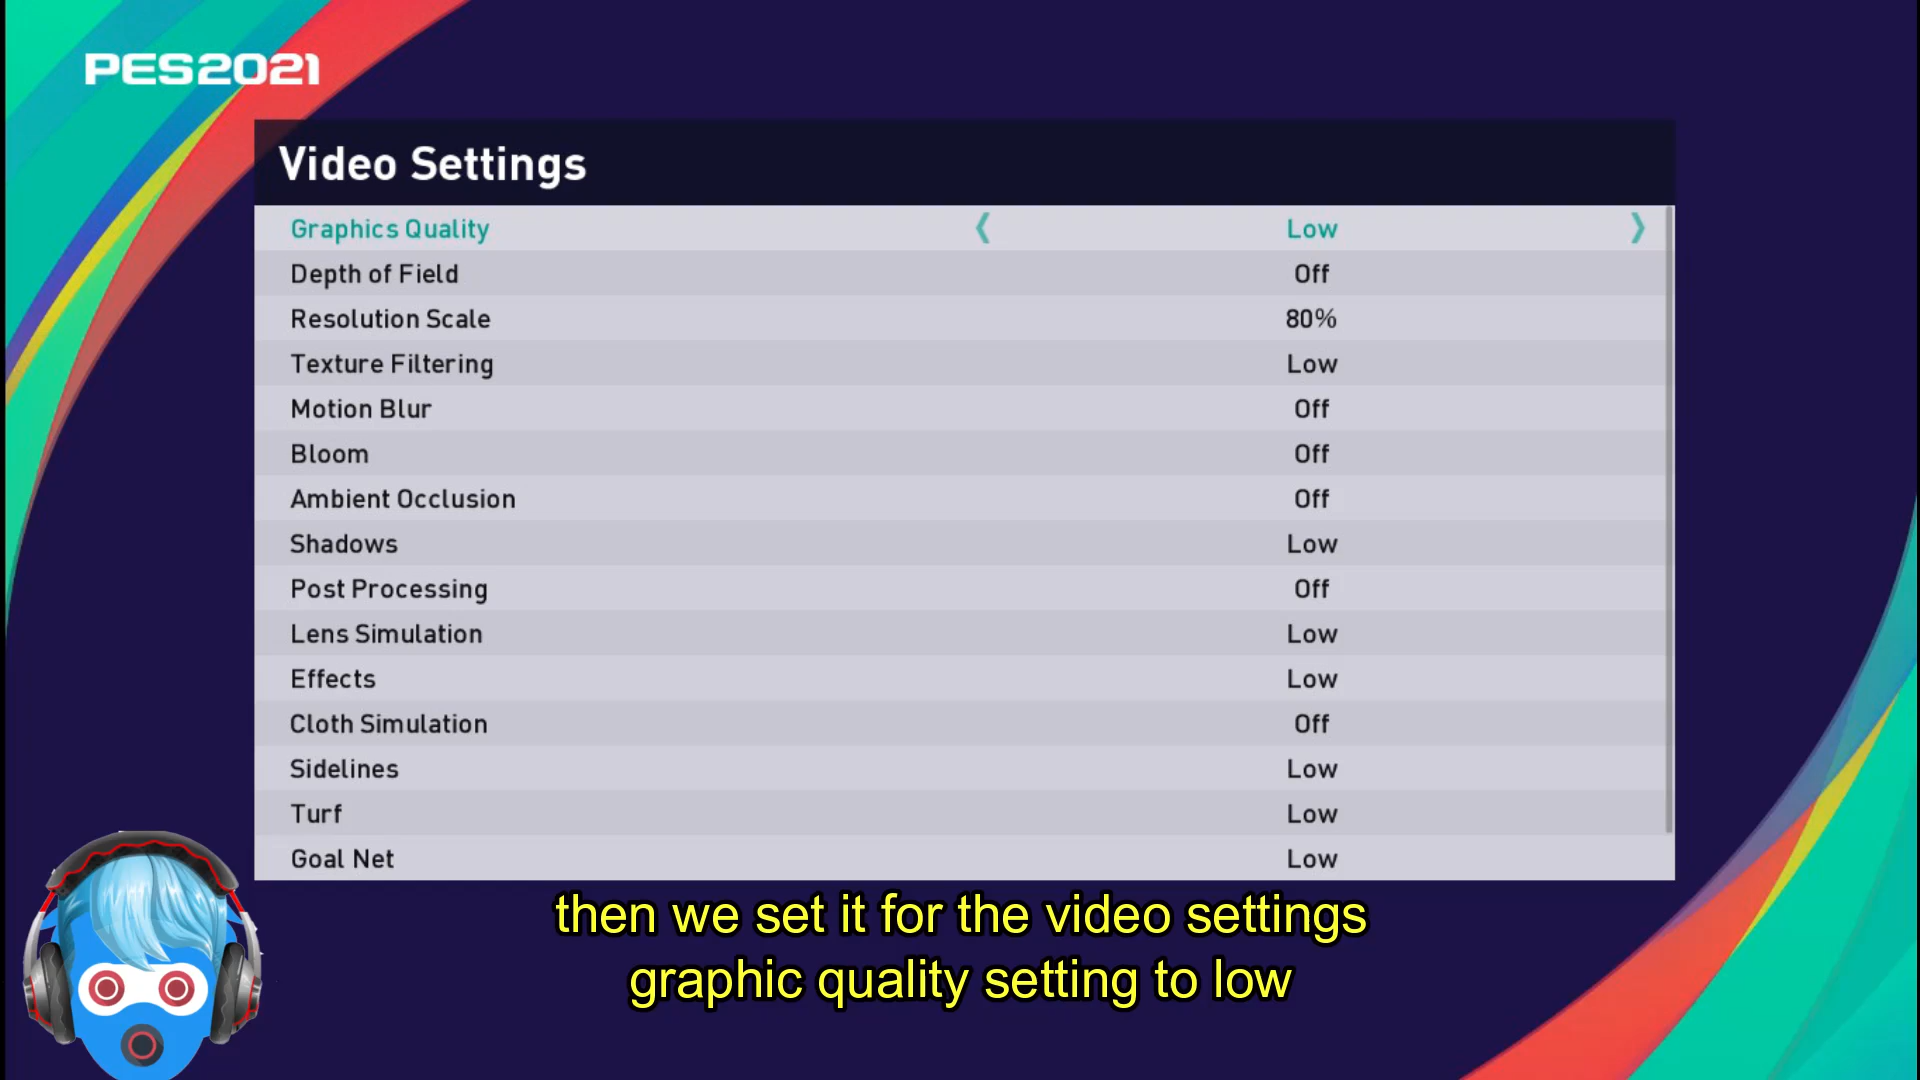 PES2021
Video Settings
Graphics Quality Low
Depth of Field Off
Resolution Scale 80%
Texture Filtering Low
Motion Blur Off
Bloom Off
Ambient Occlusion Off
Shadows Low
Post Processing Off
Lens Simulation Low
Effects Low
Cloth Simulation Off
Sidelines Low
Turf Low
Goal Net Low
then we set it for the video settings
graphic quality setting to low